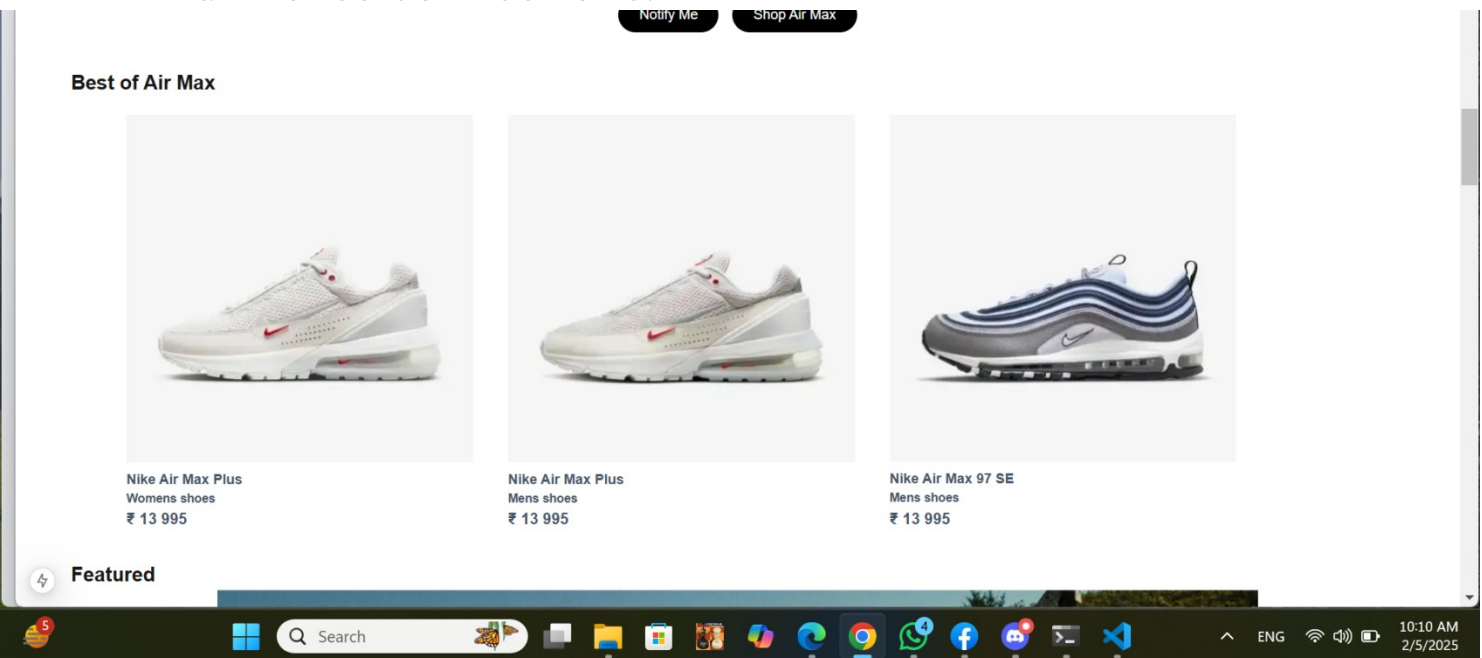 Notify Me Shop Air Max
Best of Air Max
Nike Air Max Plus
Womens shoes
₹ 13 995
Nike Air Max Plus
Mens shoes
₹ 13 995
Nike Air Max 97 SE
Mens shoes
₹ 13 995
Featured
5
Search
4
ENG
10:10 AM
2/5/2025